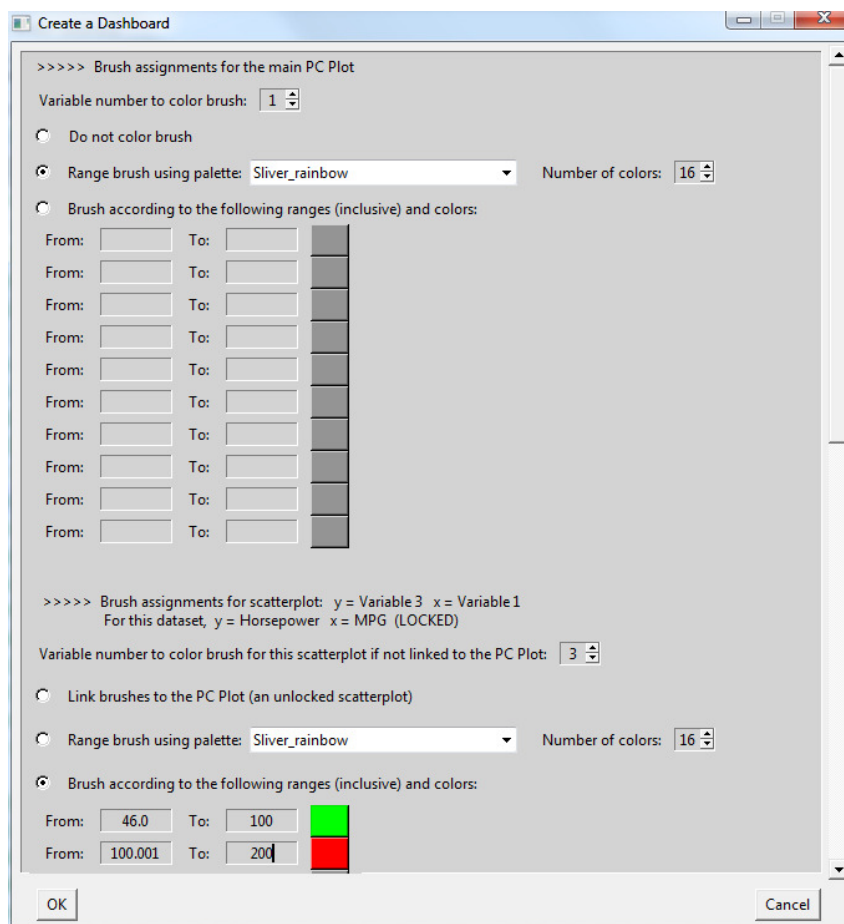 Create a Dashboard
>>>>> Brush assignments for the main PC Plot
Variable number to color brush: 1
Do not color brush
Range brush using palette: Sliver_rainbow Number of colors: 16
Brush according to the following ranges (inclusive) and colors:
From: To:
From: To:
From: To:
From: To:
From: To:
From: To:
From: To:
From: To:
From: To:
From: To:
>>>>> Brush assignments for scatterplot: y = Variable 3 x = Variable 1
For this dataset, y = Horsepower x = MPG (LOCKED)
Variable number to color brush for this scatterplot if not linked to the PC Plot: 3
Link brushes to the PC Plot (an unlocked scatterplot)
Range brush using palette: Sliver_rainbow Number of colors: 16
Brush according to the following ranges (inclusive) and colors:
From: 46.0 To: 100
From: 100.001 To: 200
OK Cancel